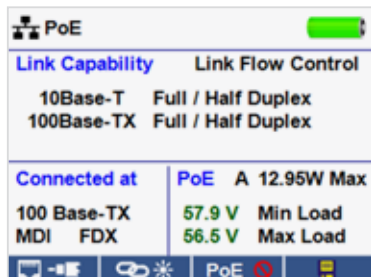 PoE
Link Capability Link Flow Control
10Base-T Full / Half Duplex
100Base-TX Full / Half Duplex
Connected at PoE A 12.95W Max
100 Base-TX 57.9 V Min Load
MDI FDX 56.5 V Max Load
PoE